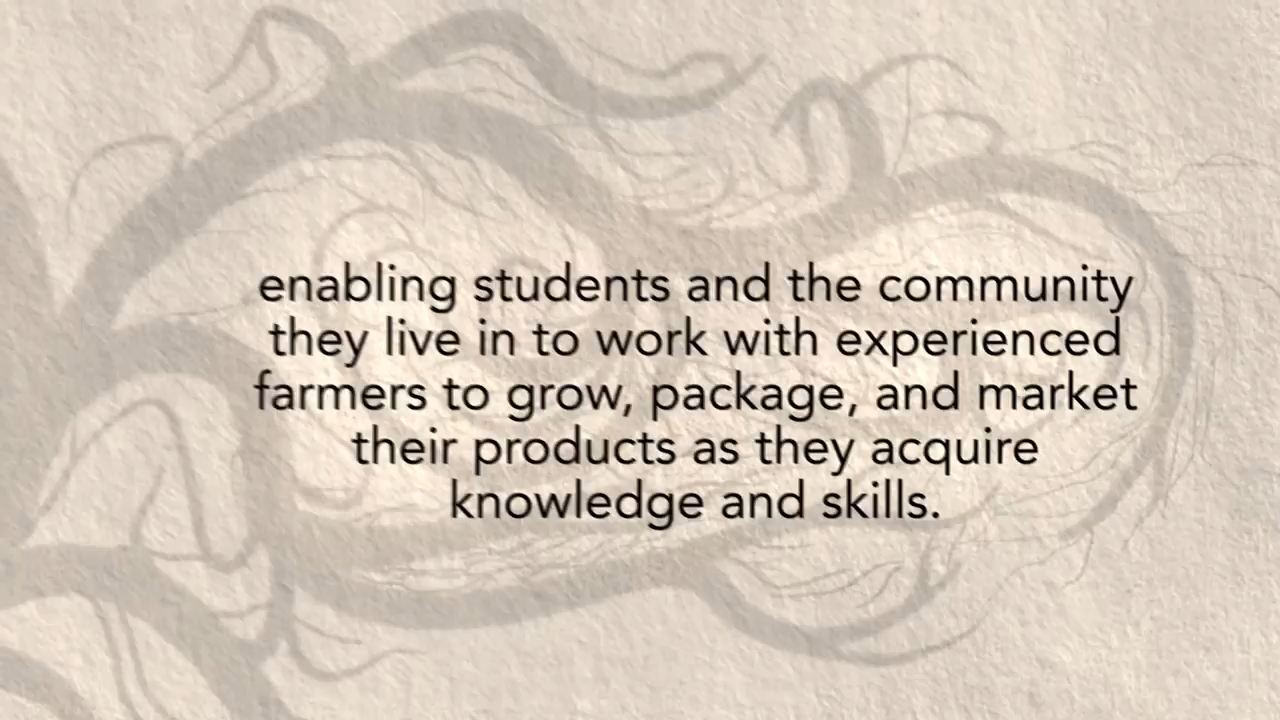 enabling students and the community
they live in to work with experienced
farmers to grow, package, and market
their products as they acquire
knowledge and skills.